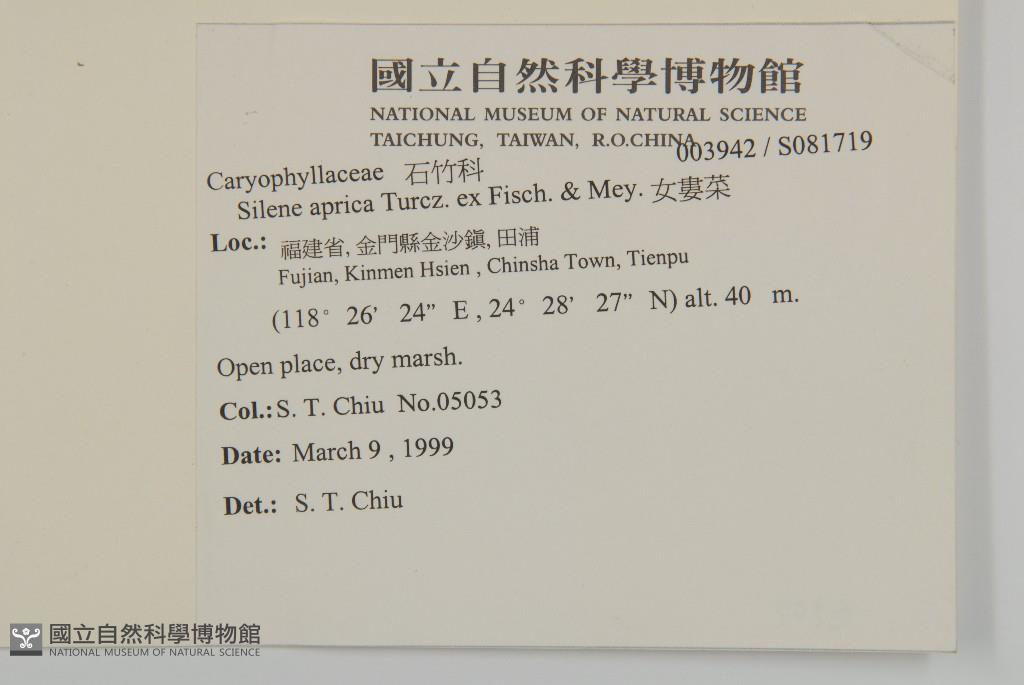 國立自然科學博物館
NATIONAL MUSEUM OF NATURAL SCIENCE
TAICHUNG, TAIWAN, R.O.CHINA
003942 / S081719
Caryophyllaceae 石竹科
Silene aprica Turcz. ex Fisch. & Mey. 女婁菜
Loc.: 福建省, 金門縣金沙鎭, 田浦
Fujian, Kinmen Hsien , Chinsha Town, Tienpu
(118° 26’ 24” E , 24° 28’ 27” N) alt. 40 m.
Open place, dry marsh.
Col.: S. T. Chiu No.05053
Date: March 9 , 1999
Det.: S. T. Chiu
國立自然科學博物館
NATIONAL MUSEUM OF NATURAL SCIENCE